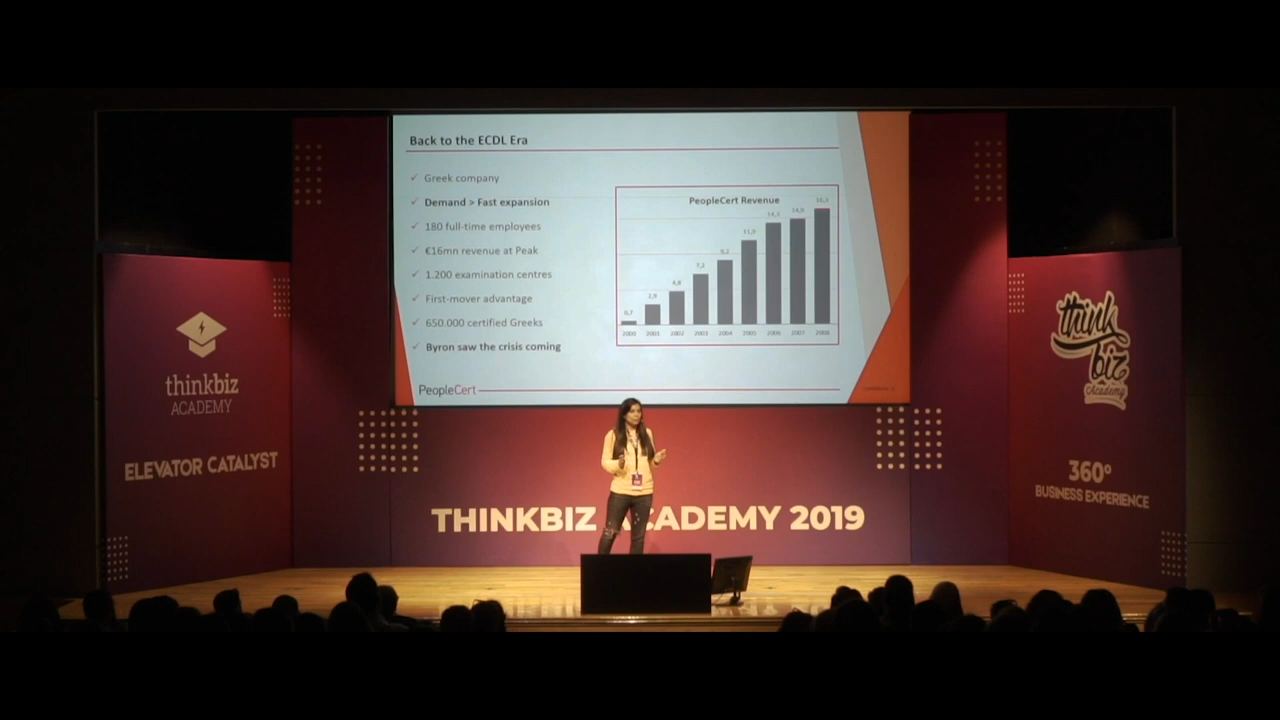 Back to the ECDL Era
✓ Greek company
✓ Demand > Fast expansion
✓ 180 full-time employees
✓ €16mn revenue at Peak
✓ 1.200 examination centres
✓ First-mover advantage
✓ 650.000 certified Greeks
✓ Byron saw the crisis coming
PeopleCert Revenue
0,7 2,9 4,8 7,2 9,2 11,9 14,3 14,9 16,3
2000 2001 2002 2003 2004 2005 2006 2007 2008
PeopleCert
thinkbiz
ACADEMY
ELEVATOR CATALYST
THINKBIZ ACADEMY 2019
think
biz
Academy
360°
BUSINESS EXPERIENCE